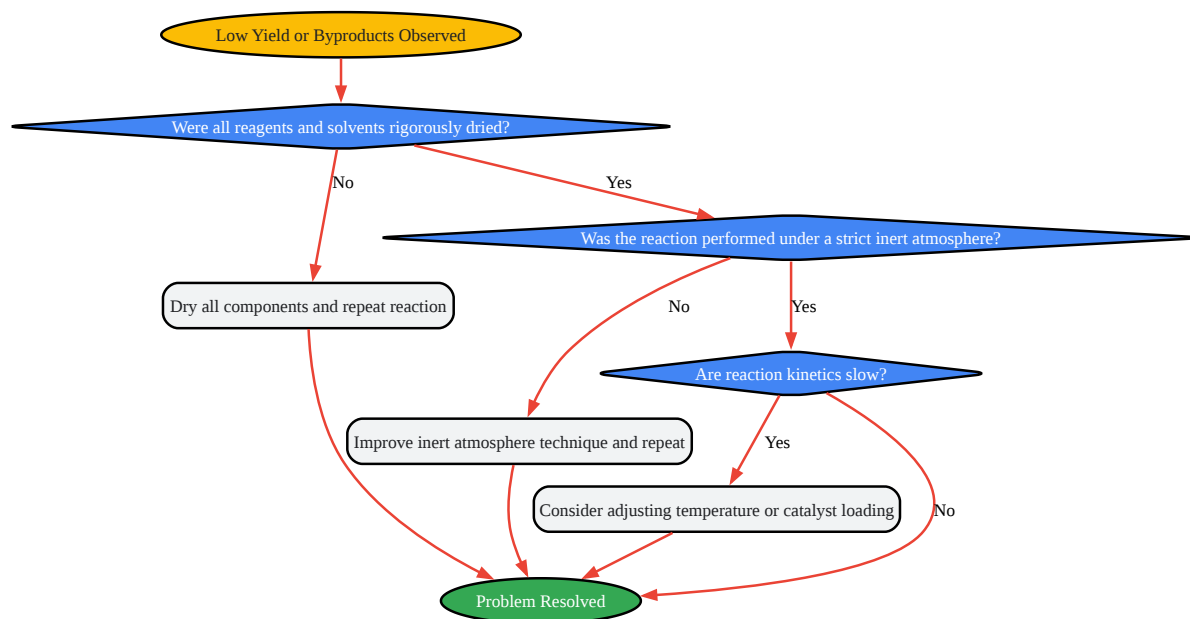 Low Yield or Byproducts Observed
Were all reagents and solvents rigorously dried?
No
Yes
Was the reaction performed under a strict inert atmosphere?
Dry all components and repeat reaction
No
Yes
Are reaction kinetics slow?
Improve inert atmosphere technique and repeat
Yes
Consider adjusting temperature or catalyst loading
No
Problem Resolved